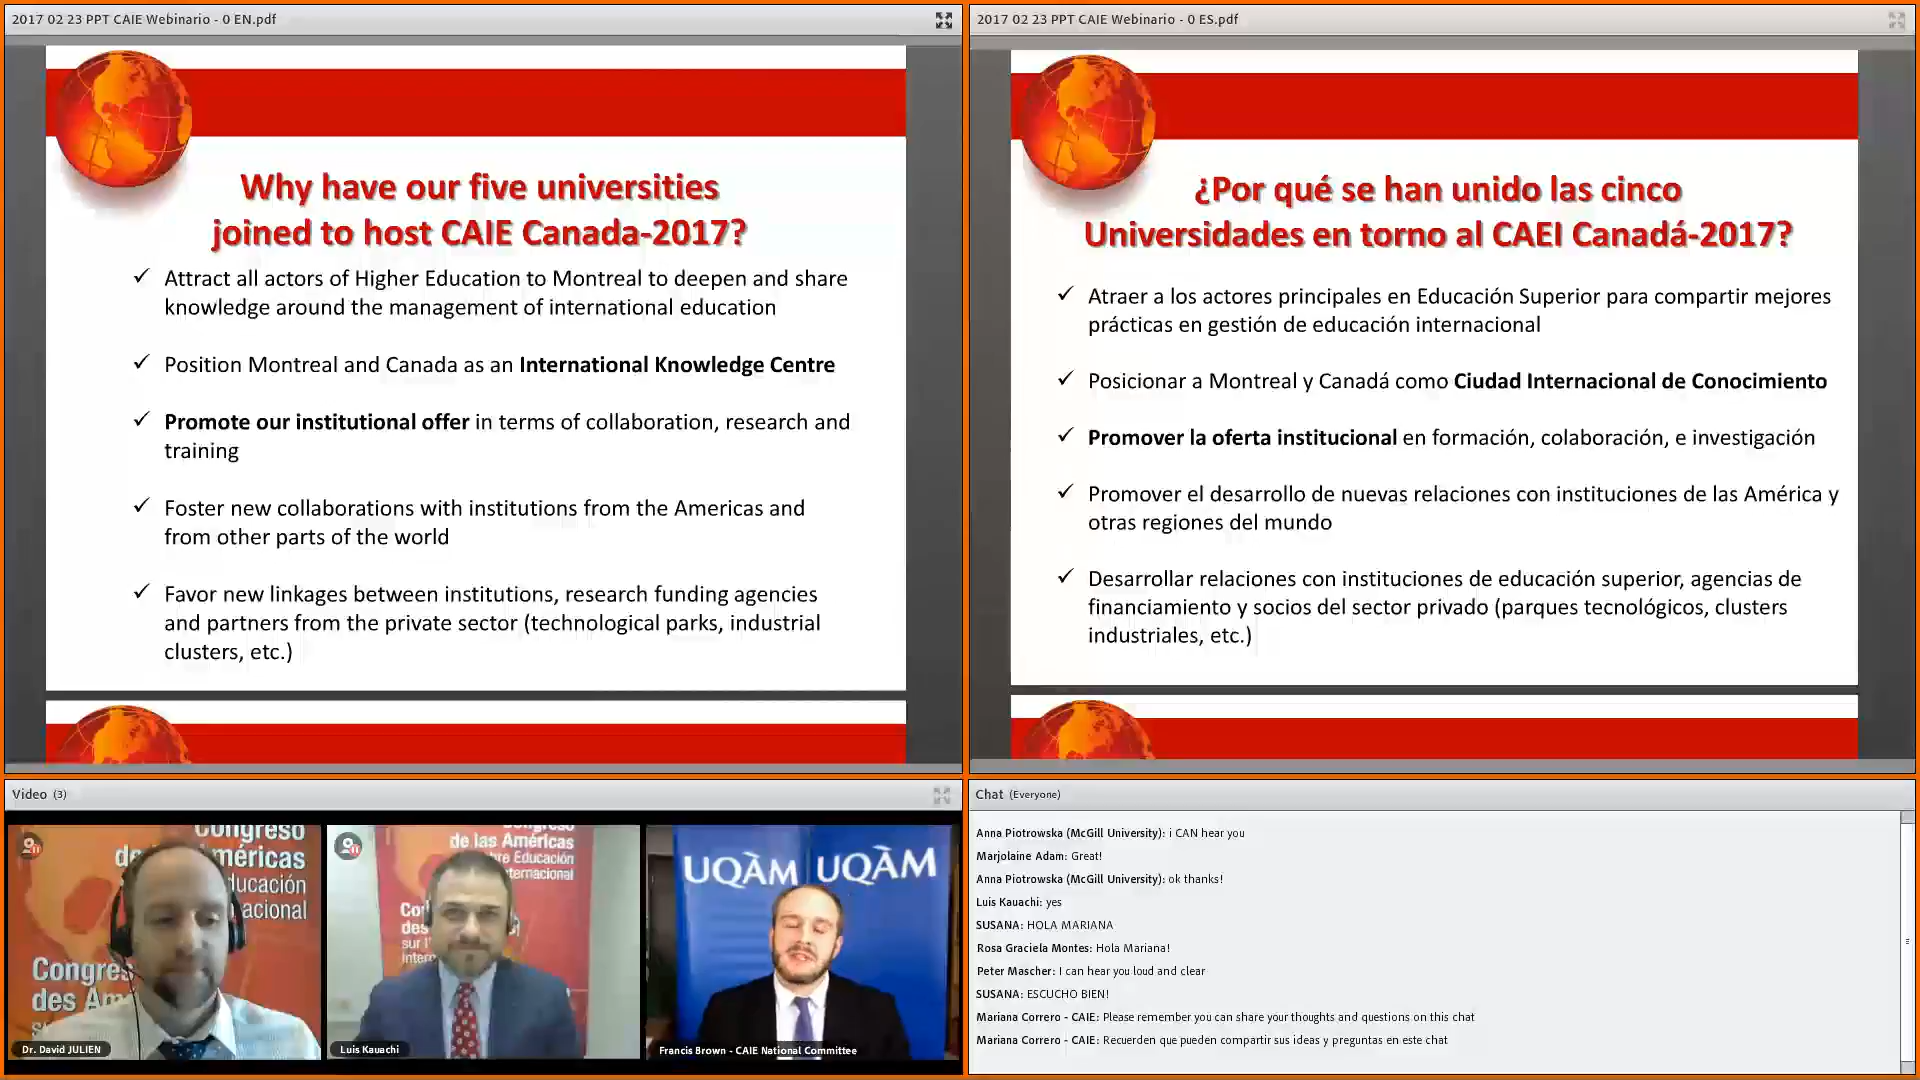 2017 02 23 PPT CAIE Webinario - 0 EN.pdf
Why have our five universities
joined to host CAIE Canada-2017?
✓ Attract all actors of Higher Education to Montreal to deepen and share
knowledge around the management of international education
✓ Position Montreal and Canada as an International Knowledge Centre
✓ Promote our institutional offer in terms of collaboration, research and
training
✓ Foster new collaborations with institutions from the Americas and
from other parts of the world
✓ Favor new linkages between institutions, research funding agencies
and partners from the private sector (technological parks, industrial
clusters, etc.)
2017 02 23 PPT CAIE Webinario - 0 ES.pdf
¿Por qué se han unido las cinco
Universidades en torno al CAEI Canadá-2017?
✓ Atraer a los actores principales en Educación Superior para compartir mejores
prácticas en gestión de educación internacional
✓ Posicionar a Montreal y Canadá como Ciudad Internacional de Conocimiento
✓ Promover la oferta institucional en formación, colaboración, e investigación
✓ Promover el desarrollo de nuevas relaciones con instituciones de las América y
otras regiones del mundo
✓ Desarrollar relaciones con instituciones de educación superior, agencias de
financiamiento y socios del sector privado (parques tecnológicos, clusters
industriales, etc.)
Video (3)
Congreso
Congres
des Am
Dr. David JULIEN
de las Américas
Luis Kauachi
UQÀM UQÀM
Francis Brown - CAIE National Committee
Chat (Everyone)
Anna Piotrowska (McGill University): i CAN hear you
Marjolaine Adam: Great!
Anna Piotrowska (McGill University): ok thanks!
Luis Kauachi: yes
SUSANA: HOLA MARIANA
Rosa Graciela Montes: Hola Mariana!
Peter Mascher: I can hear you loud and clear
SUSANA: ESCUCHO BIEN!
Mariana Correro - CAIE: Please remember you can share your thoughts and questions on this chat
Mariana Correro - CAIE: Recuerden que pueden compartir sus ideas y preguntas en este chat